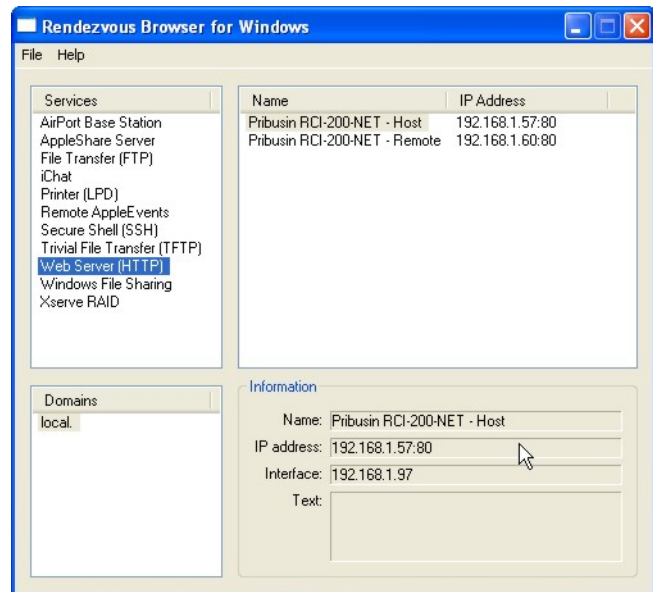 Rendezvous Browser for Windows
File Help
Services
AirPort Base Station
AppleShare Server
File Transfer (FTP)
iChat
Printer (LPD)
Remote AppleEvents
Secure Shell (SSH)
Trivial File Transfer (TFTP)
Web Server (HTTP)
Windows File Sharing
Xserve RAID
Name IP Address
Pribusin RCI-200-NET - Host 192.168.1.57:80
Pribusin RCI-200-NET - Remote 192.168.1.60:80
Domains
local.
Information
Name: Pribusin RCI-200-NET - Host
IP address: 192.168.1.57:80
Interface: 192.168.1.97
Text: